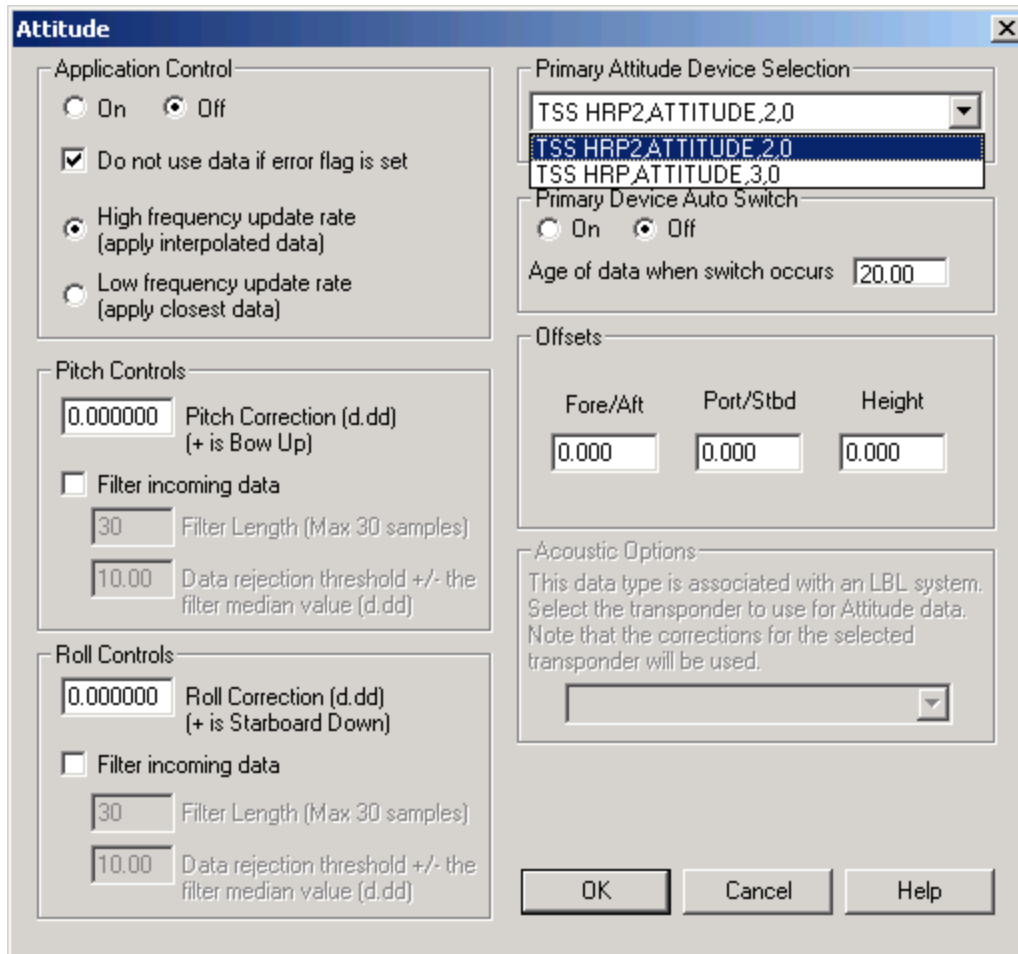 Attitude
Application Control
On Off
Do not use data if error flag is set
High frequency update rate
(apply interpolated data)
Low frequency update rate
(apply closest data)
Pitch Controls
0.000000 Pitch Correction (d.dd)
(+ is Bow Up)
Filter incoming data
30 Filter Length (Max 30 samples)
10.00 Data rejection threshold +/- the
filter median value (d.dd)
Roll Controls
0.000000 Roll Correction (d.dd)
(+ is Starboard Down)
Filter incoming data
30 Filter Length (Max 30 samples)
10.00 Data rejection threshold +/- the
filter median value (d.dd)
Primary Attitude Device Selection
TSS HRP2,ATTITUDE,2,0
TSS HRP2,ATTITUDE,2,0
TSS HRP,ATTITUDE,3,0
Primary Device Auto Switch
On Off
Age of data when switch occurs 20.00
Offsets
Fore/Aft Port/Stbd Height
0.000 0.000 0.000
Acoustic Options
This data type is associated with an LBL system.
Select the transponder to use for Attitude data.
Note that the corrections for the selected
transponder will be used.
OK Cancel Help